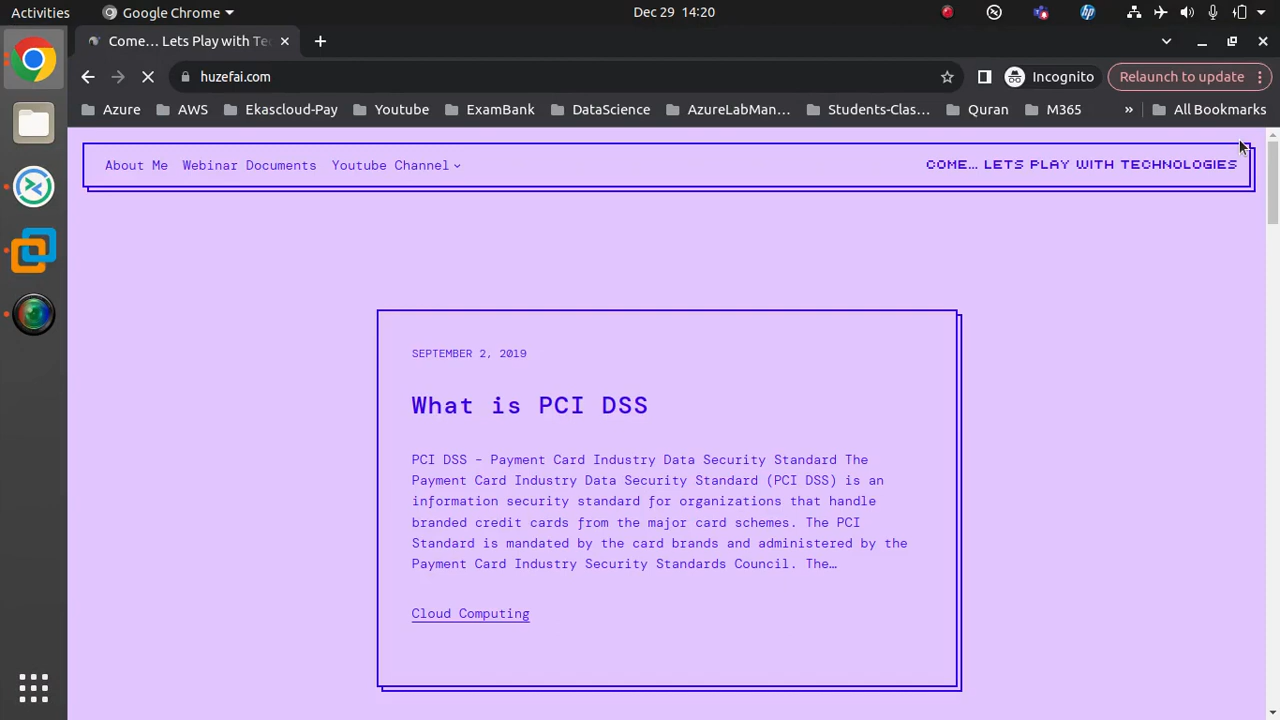 Activities
Google Chrome
Dec 29 14:20
Come… Lets Play with Te
huzefai.com
Incognito
Relaunch to update
Azure
AWS
Ekascloud-Pay
Youtube
ExamBank
DataScience
AzureLabMan…
Students-Clas…
Quran
M365
»
All Bookmarks
About Me
Webinar Documents
Youtube Channel
COME… LETS PLAY WITH TECHNOLOGIES
SEPTEMBER 2, 2019
What is PCI DSS
PCI DSS – Payment Card Industry Data Security Standard The
Payment Card Industry Data Security Standard (PCI DSS) is an
information security standard for organizations that handle
branded credit cards from the major card schemes. The PCI
Standard is mandated by the card brands and administered by the
Payment Card Industry Security Standards Council. The…
Cloud Computing